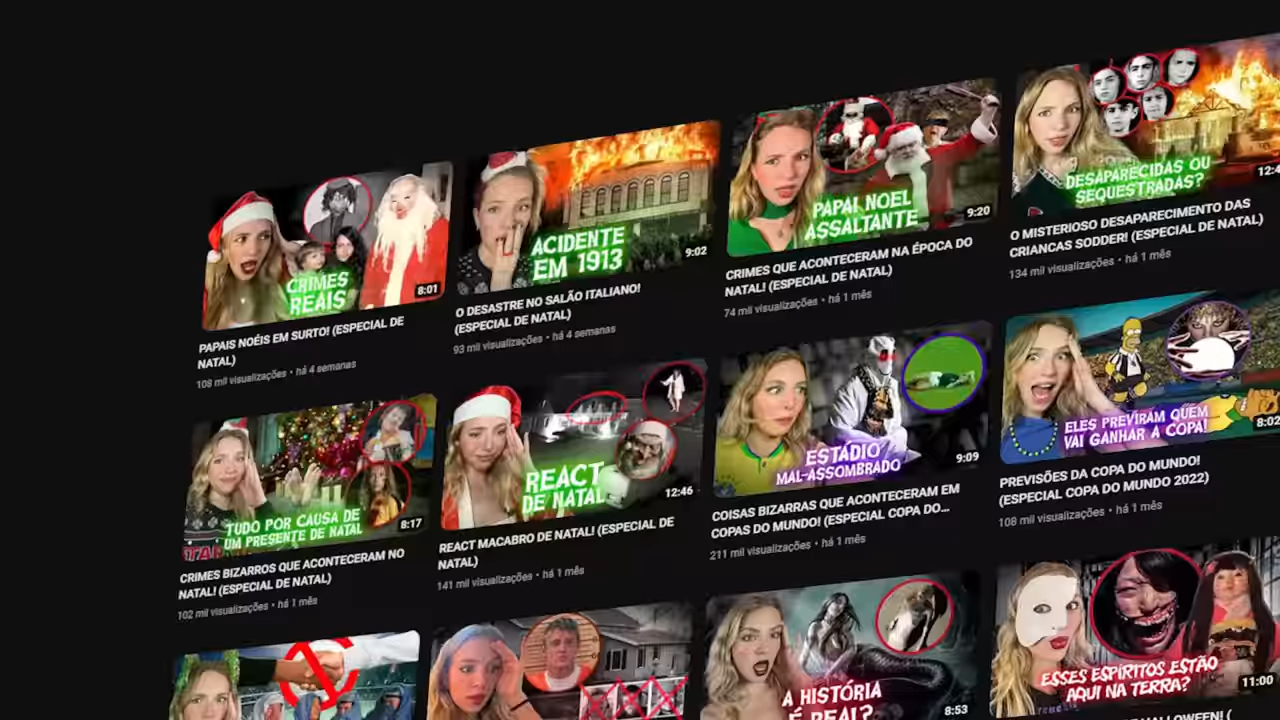 CRIMES
REAIS
8:01
PAPAIS NOÉIS EM SURTO! (ESPECIAL DE
NATAL)
108 mil visualizações • há 4 semanas
ACIDENTE
EM 1913
9:02
O DESASTRE NO SALÃO ITALIANO!
(ESPECIAL DE NATAL)
93 mil visualizações • há 4 semanas
PAPAI NOEL
ASSALTANTE
9:20
CRIMES QUE ACONTECERAM NA ÉPOCA DO
NATAL! (ESPECIAL DE NATAL)
74 mil visualizações • há 1 mês
DESAPARECIDAS OU
SEQUESTRADAS?
O MISTERIOSO DESAPARECIMENTO DAS
CRIANCAS SODDER! (ESPECIAL DE NATAL)
134 mil visualizações • há 1 mês
TUDO POR CAUSA DE
UM PRESENTE DE NATAL
8:17
CRIMES BIZARROS QUE ACONTECERAM NO
NATAL! (ESPECIAL DE NATAL)
102 mil visualizações • há 1 mês
REACT
DE NATAL
12:46
REACT MACABRO DE NATAL! (ESPECIAL DE
NATAL)
141 mil visualizações • há 1 mês
ESTÁDIO
MAL-ASSOMBRADO
9:09
COISAS BIZARRAS QUE ACONTECERAM EM
COPAS DO MUNDO! (ESPECIAL COPA DO...
211 mil visualizações • há 1 mês
ELES PREVIRAM QUEM
VAI GANHAR A COPA!
8:02
PREVISÕES DA COPA DO MUNDO!
(ESPECIAL COPA DO MUNDO 2022)
108 mil visualizações • há 1 mês
A HISTÓRIA
É REAL?
8:53
ESSES ESPÍRITOS ESTÃO
AQUI NA TERRA?
11:00